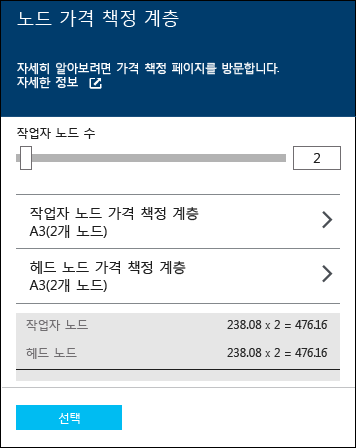 노드 가격 책정 계층
자세히 알아보려면 가격 책정 페이지를 방문합니다.
자세한 정보
작업자 노드 수
2
작업자 노드 가격 책정 계층
A3(2개 노드)
헤드 노드 가격 책정 계층
A3(2개 노드)
작업자 노드 238.08 x 2 = 476.16
헤드 노드 238.08 x 2 = 476.16
선택